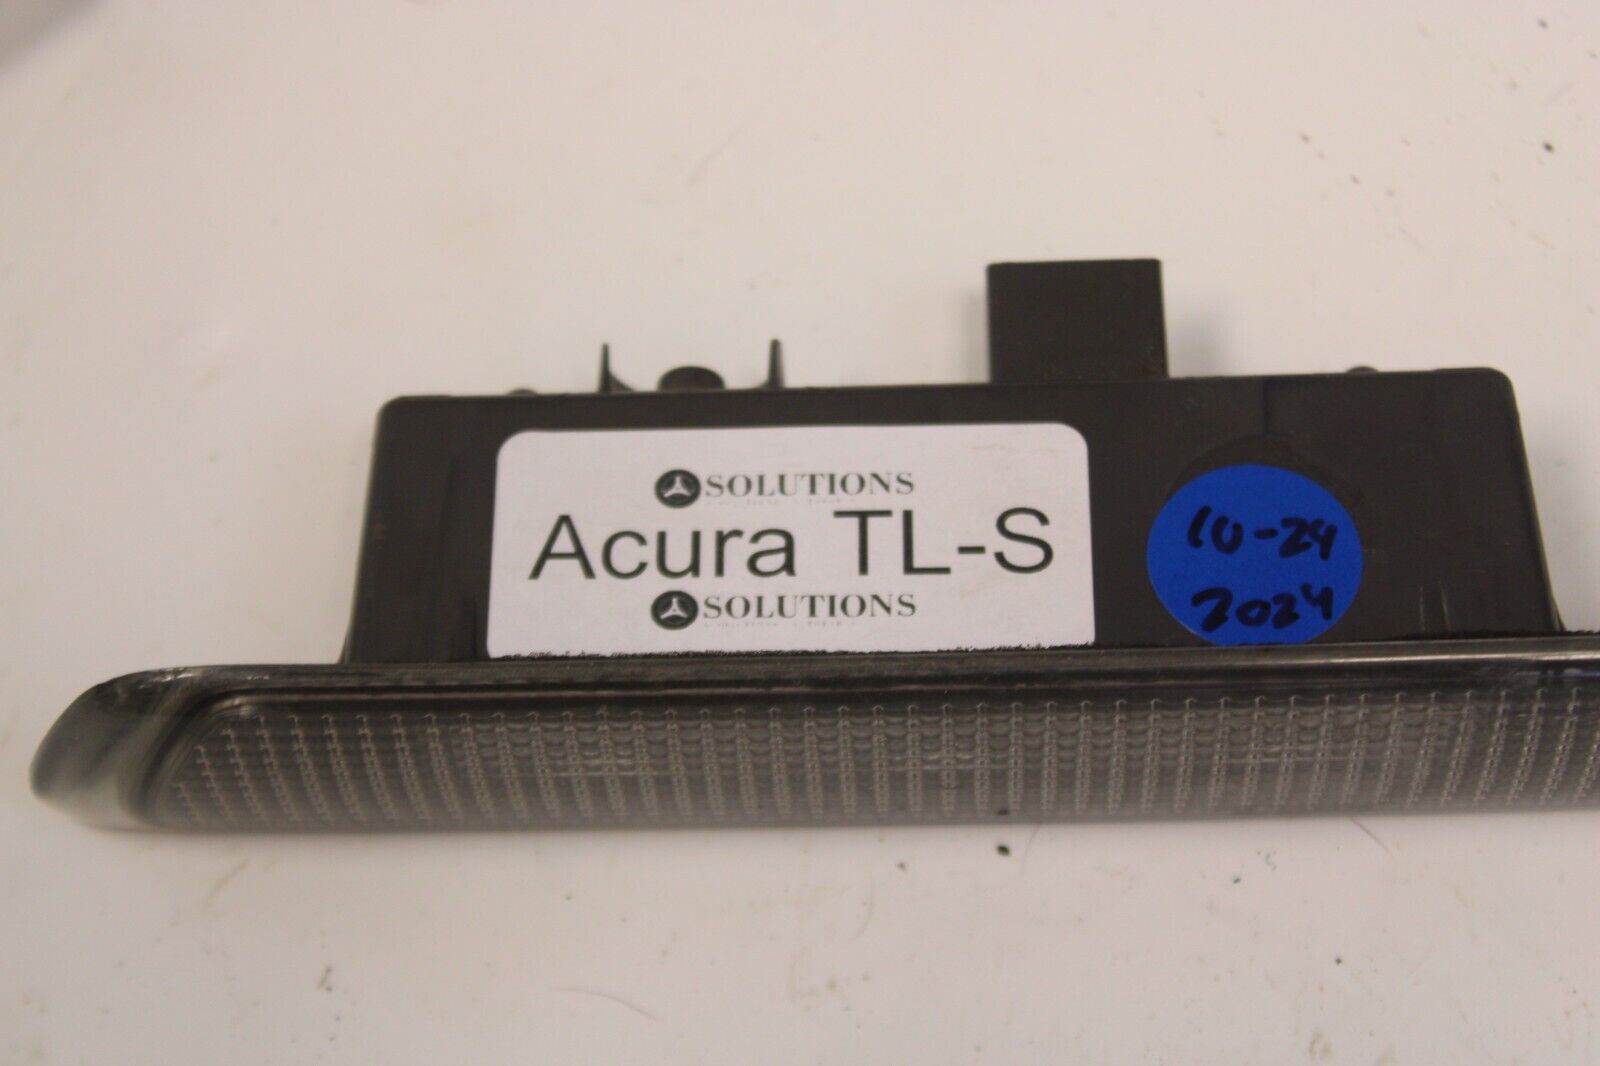 SOLUTIONS
Acura TL-S
SOLUTIONS
10-24
2024